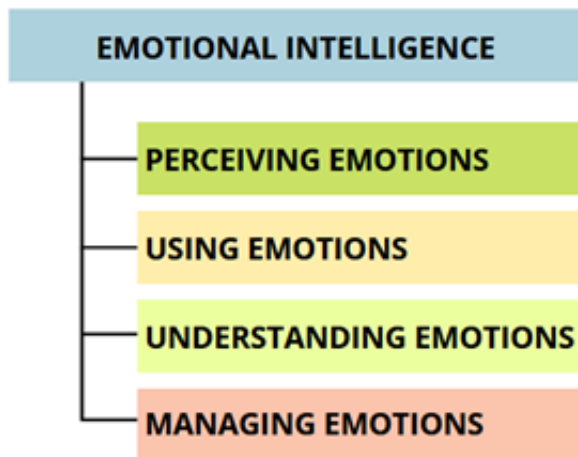 EMOTIONAL INTELLIGENCE
PERCEIVING EMOTIONS
USING EMOTIONS
UNDERSTANDING EMOTIONS
MANAGING EMOTIONS